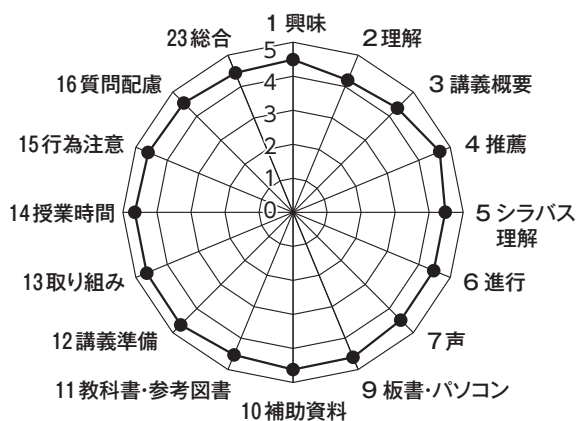 1 興味
2 理解
3 講義概要
4 推薦
5 シラバス
理解
6 進行
7 声
9 板書・パソコン
10 補助資料
11 教科書・参考図書
12 講義準備
13 取り組み
14 授業時間
15 行為注意
16 質問配慮
23 総合
5
4
3
2
1
0